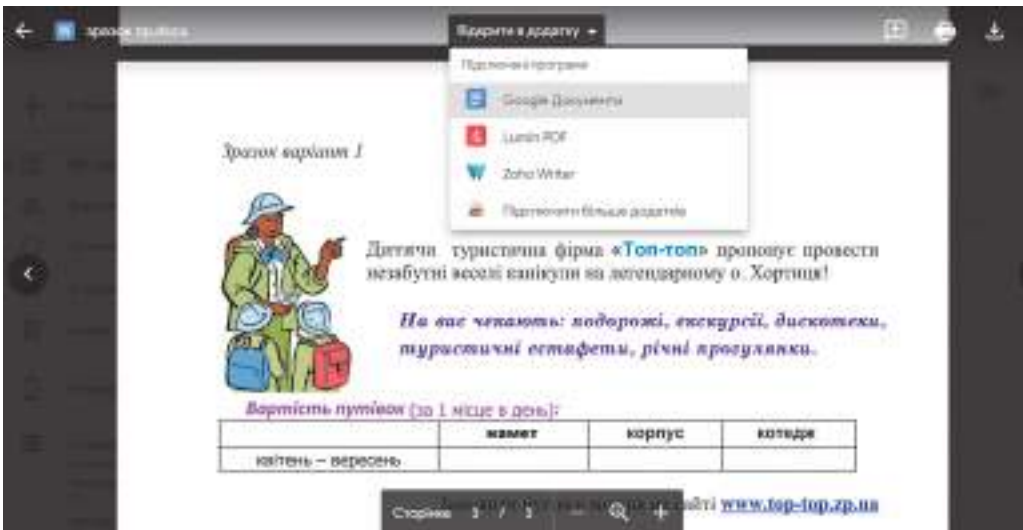 зразок
Відкрити в додатку
Підключені програми
Google Документи
Lumin PDF
Zoho Writer
Підключити більше додатків
Зразок варіант 1
Дитяча туристична фірма «Топ-топ» пропонує провести
незабутні веселі канікули на легендарному о. Хортиця!
На вас чекають: подорожі, екскурсії, дискотеки,
туристичні естафети, річні прогулянки.
Вартість путівок (за 1 місце в день):
намет корпус котедж
квітень – вересень
сайті www.top-top.zp.ua
Сторінка /